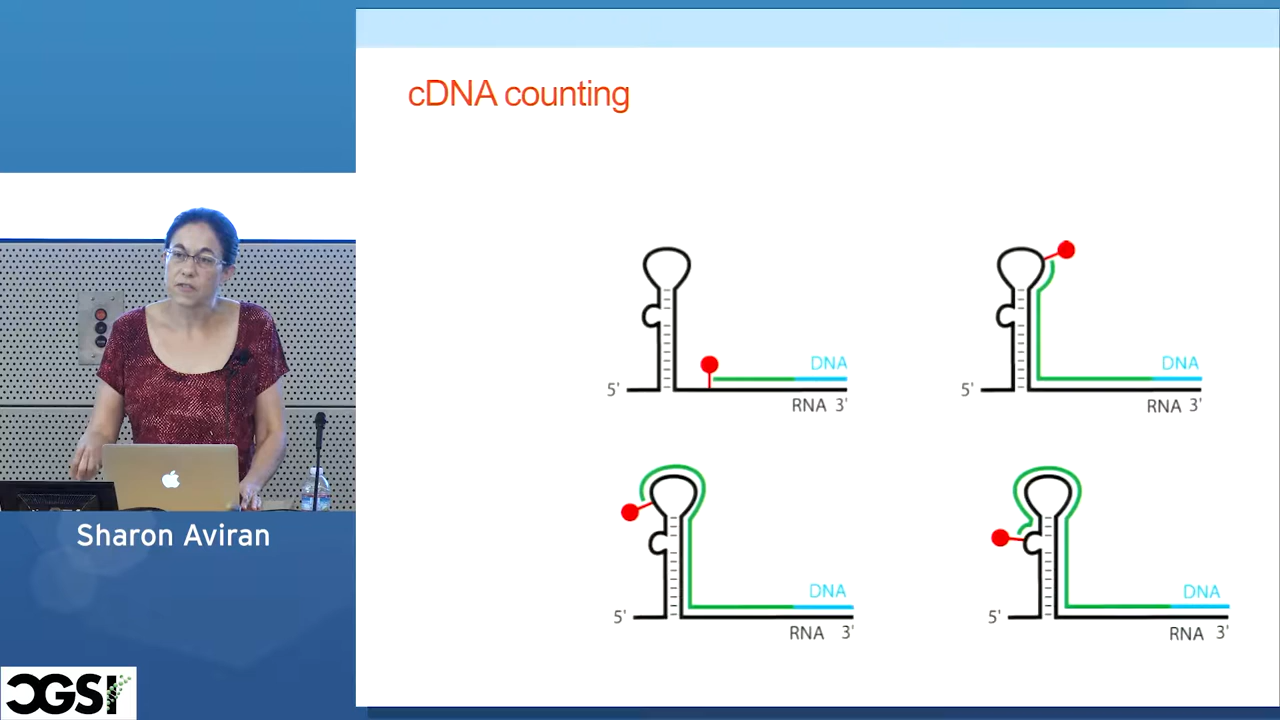 cDNA counting
DNA
5'
RNA 3'
DNA
5'
RNA 3'
DNA
5'
RNA 3'
DNA
5'
RNA 3'
Sharon Aviran
CGSI